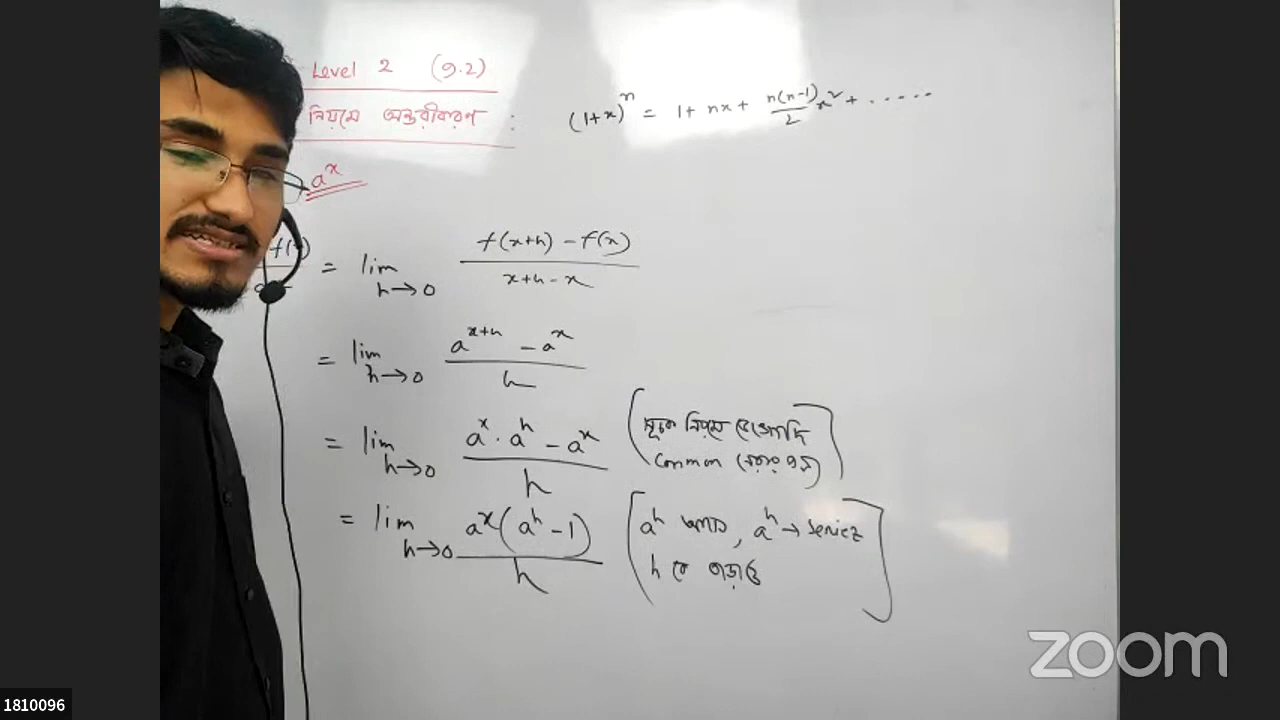 Level 2 (9.2)
নিয়মে অন্তরীকরণ :
(1+x)^n = 1 + nx + n(n-1)/2 x^2 + .....
a^x
= lim h→0 f(x+h) - f(x) / x+h-x
= lim h→0 a^(x+h) - a^x / h
= lim h→0 a^x . a^h - a^x / h
নিয়মে
Common
= lim h→0 a^x (a^h - 1) / h
a^h , a^h → Series
h কে তাড়াতে
zoom
1810096